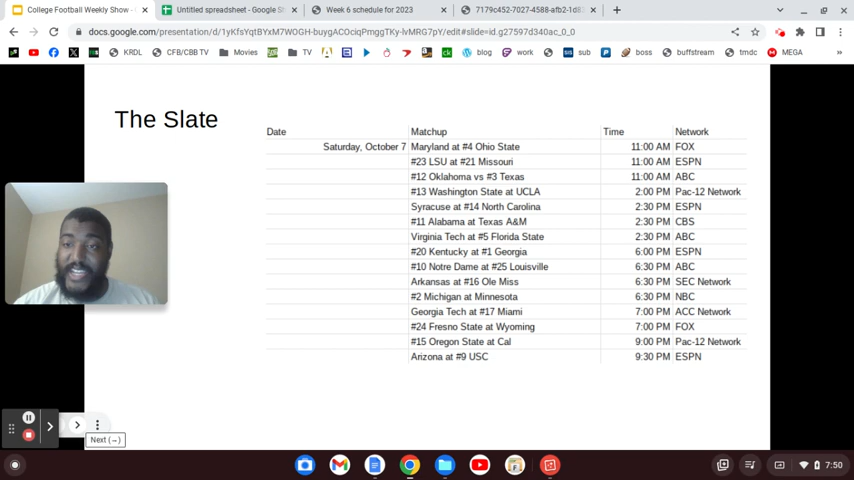 College Football Weekly Show -
Untitled spreadsheet - Google Sh
Week 6 schedule for 2023
7179c452-7027-4588-afb2-1d83
docs.google.com/presentation/d/1yKfsYqtBYxM7WOGH-buygACOciqPmggTKy-lvMRG7pY/edit#slide=id.g27597d340ac_0_0
KRDL
CFB/CBB TV
Movies
TV
blog
work
sub
boss
buffstream
tmdc
MEGA
The Slate
Date Matchup Time Network
Saturday, October 7 Maryland at #4 Ohio State 11:00 AM FOX
#23 LSU at #21 Missouri 11:00 AM ESPN
#12 Oklahoma vs #3 Texas 11:00 AM ABC
#13 Washington State at UCLA 2:00 PM Pac-12 Network
Syracuse at #14 North Carolina 2:30 PM ESPN
#11 Alabama at Texas A&M 2:30 PM CBS
Virginia Tech at #5 Florida State 2:30 PM ABC
#20 Kentucky at #1 Georgia 6:00 PM ESPN
#10 Notre Dame at #25 Louisville 6:30 PM ABC
Arkansas at #16 Ole Miss 6:30 PM SEC Network
#2 Michigan at Minnesota 6:30 PM NBC
Georgia Tech at #17 Miami 7:00 PM ACC Network
#24 Fresno State at Wyoming 7:00 PM FOX
#15 Oregon State at Cal 9:00 PM Pac-12 Network
Arizona at #9 USC 9:30 PM ESPN
Next (→)
7:50